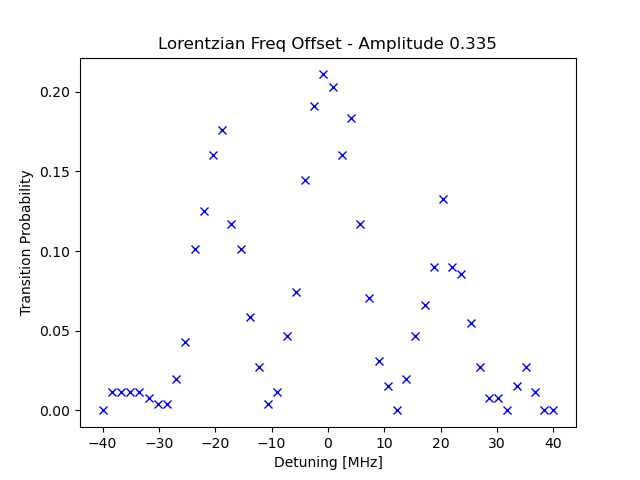 Lorentzian Freq Offset - Amplitude 0.335
Transition Probability
0.20
0.15
0.10
0.05
0.00
−40 −30 −20 −10 0 10 20 30 40
Detuning [MHz]